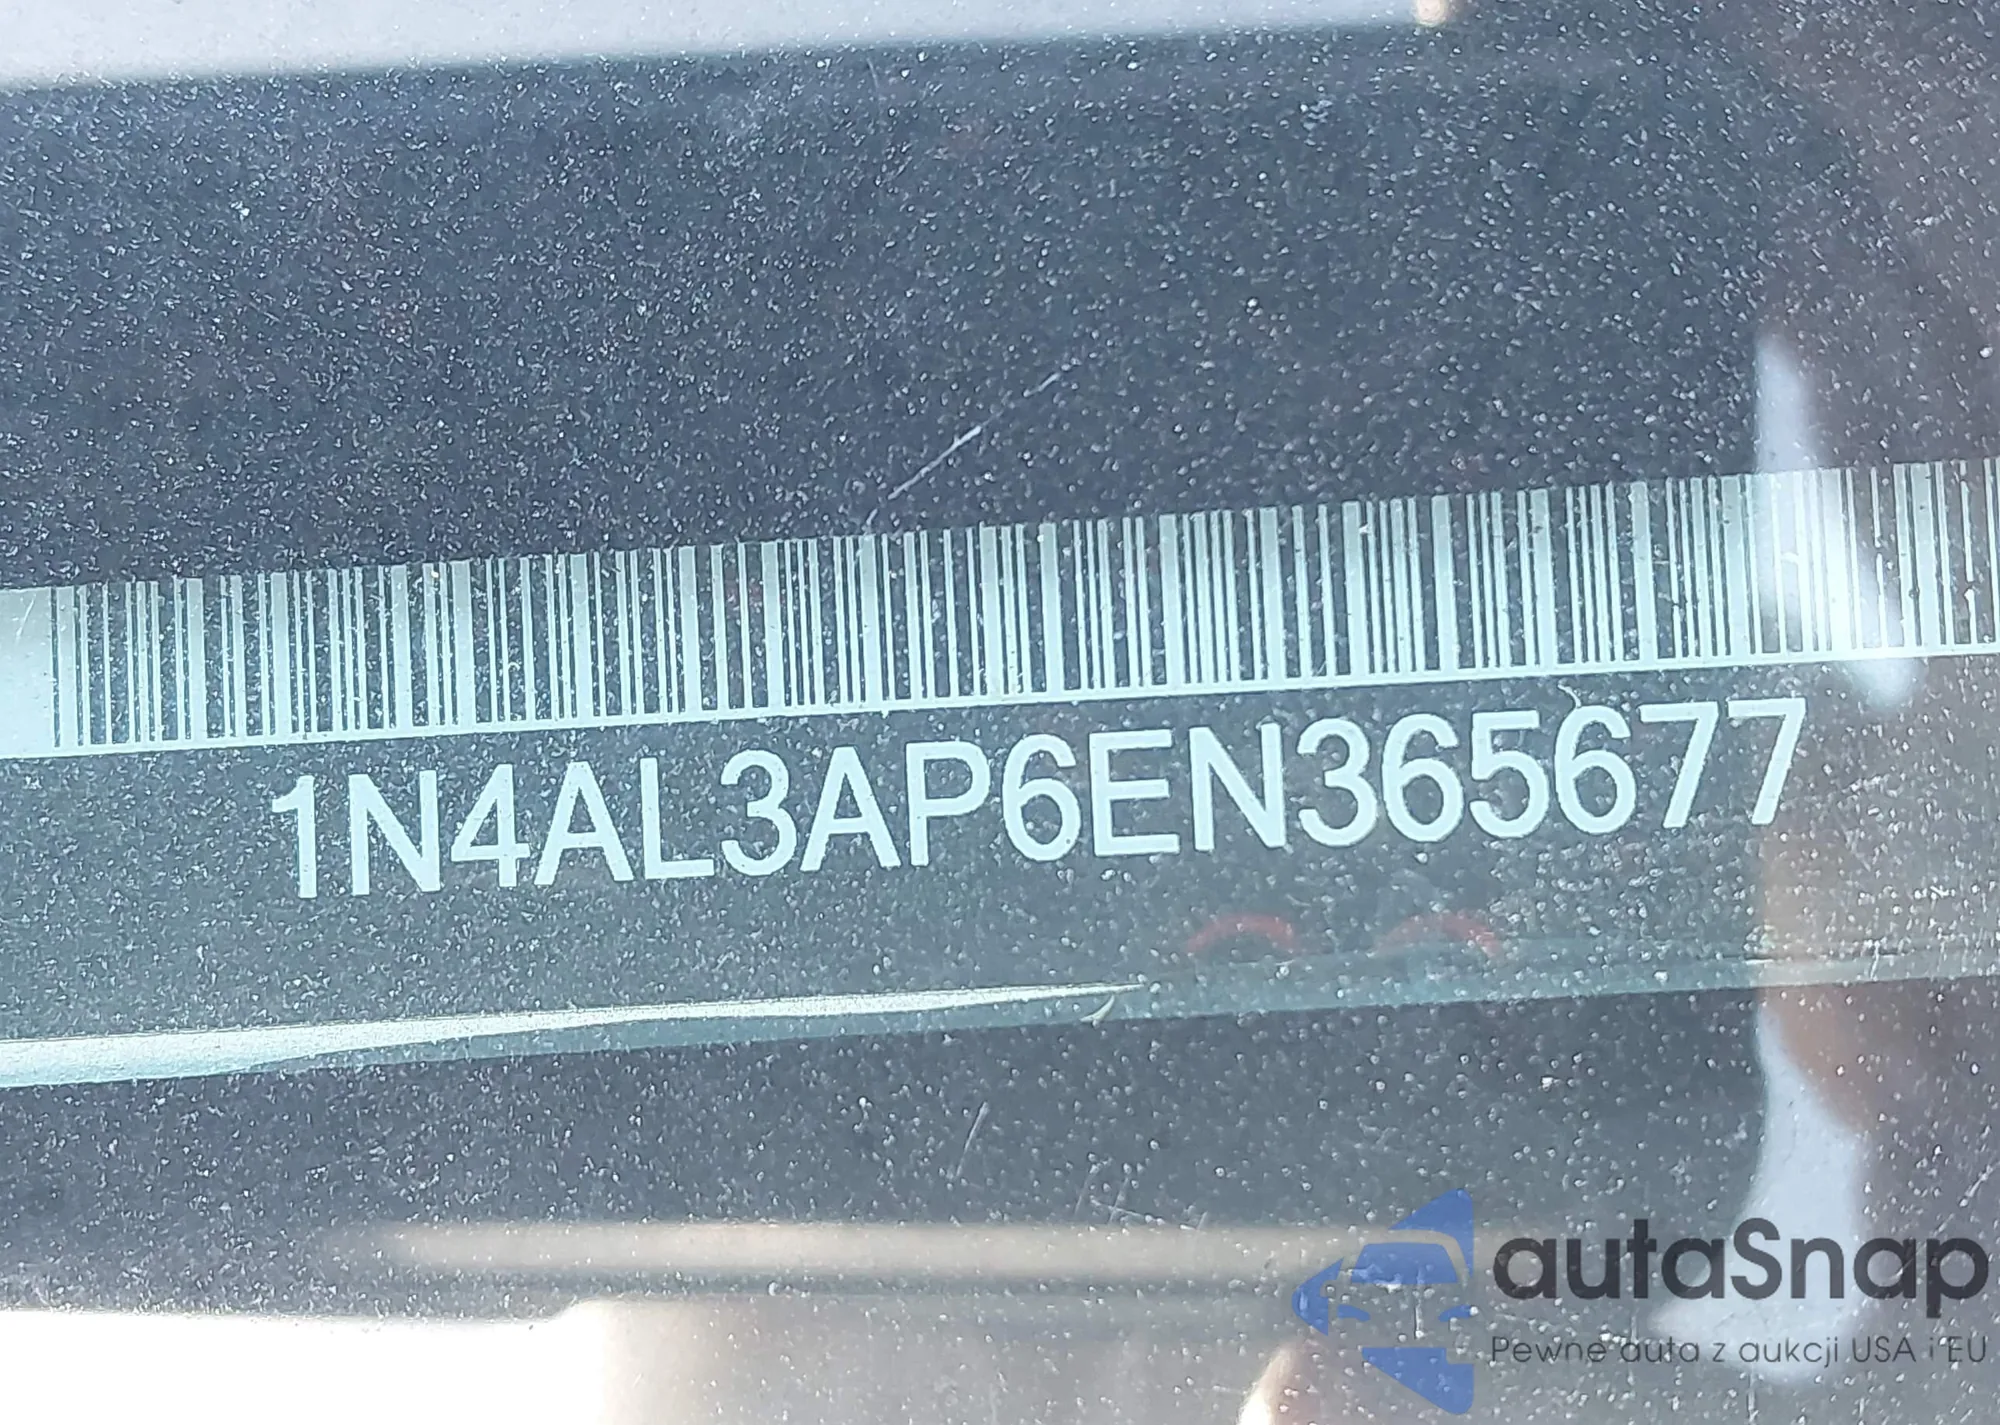 1N4AL3AP6EN365677
autaSnap
Pewne auta z aukcji USA i EU